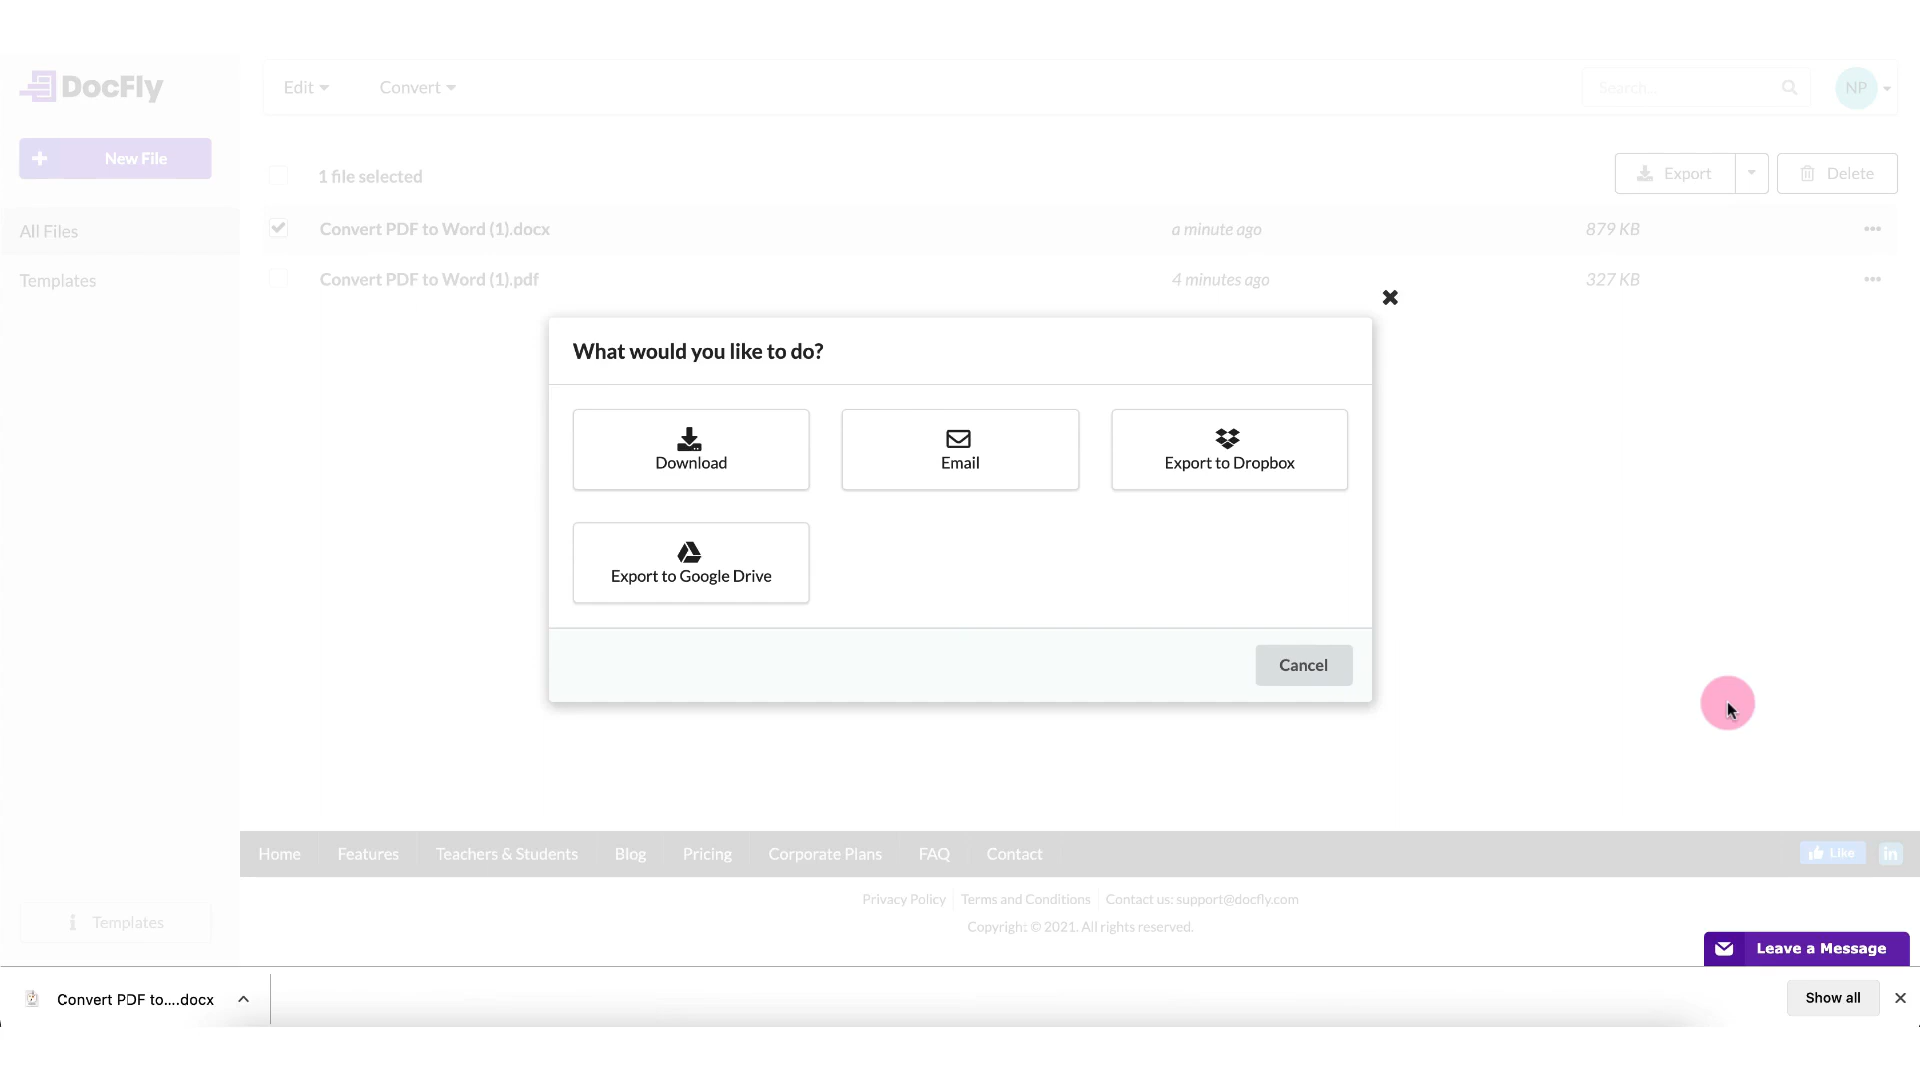 DocFly
Edit Convert
Search... NP
New File
1 file selected Export Delete
All Files
Convert PDF to Word (1).docx a minute ago 879 KB
Templates
Convert PDF to Word (1).pdf 4 minutes ago 327 KB
What would you like to do?
Download Email Export to Dropbox
Export to Google Drive
Cancel
Home Features Teachers & Students Blog Pricing Corporate Plans FAQ Contact Like in
Privacy Policy Terms and Conditions Contact us: support@docfly.com
Copyright © 2021. All rights reserved.
Templates
Leave a Message
Convert PDF to....docx Show all